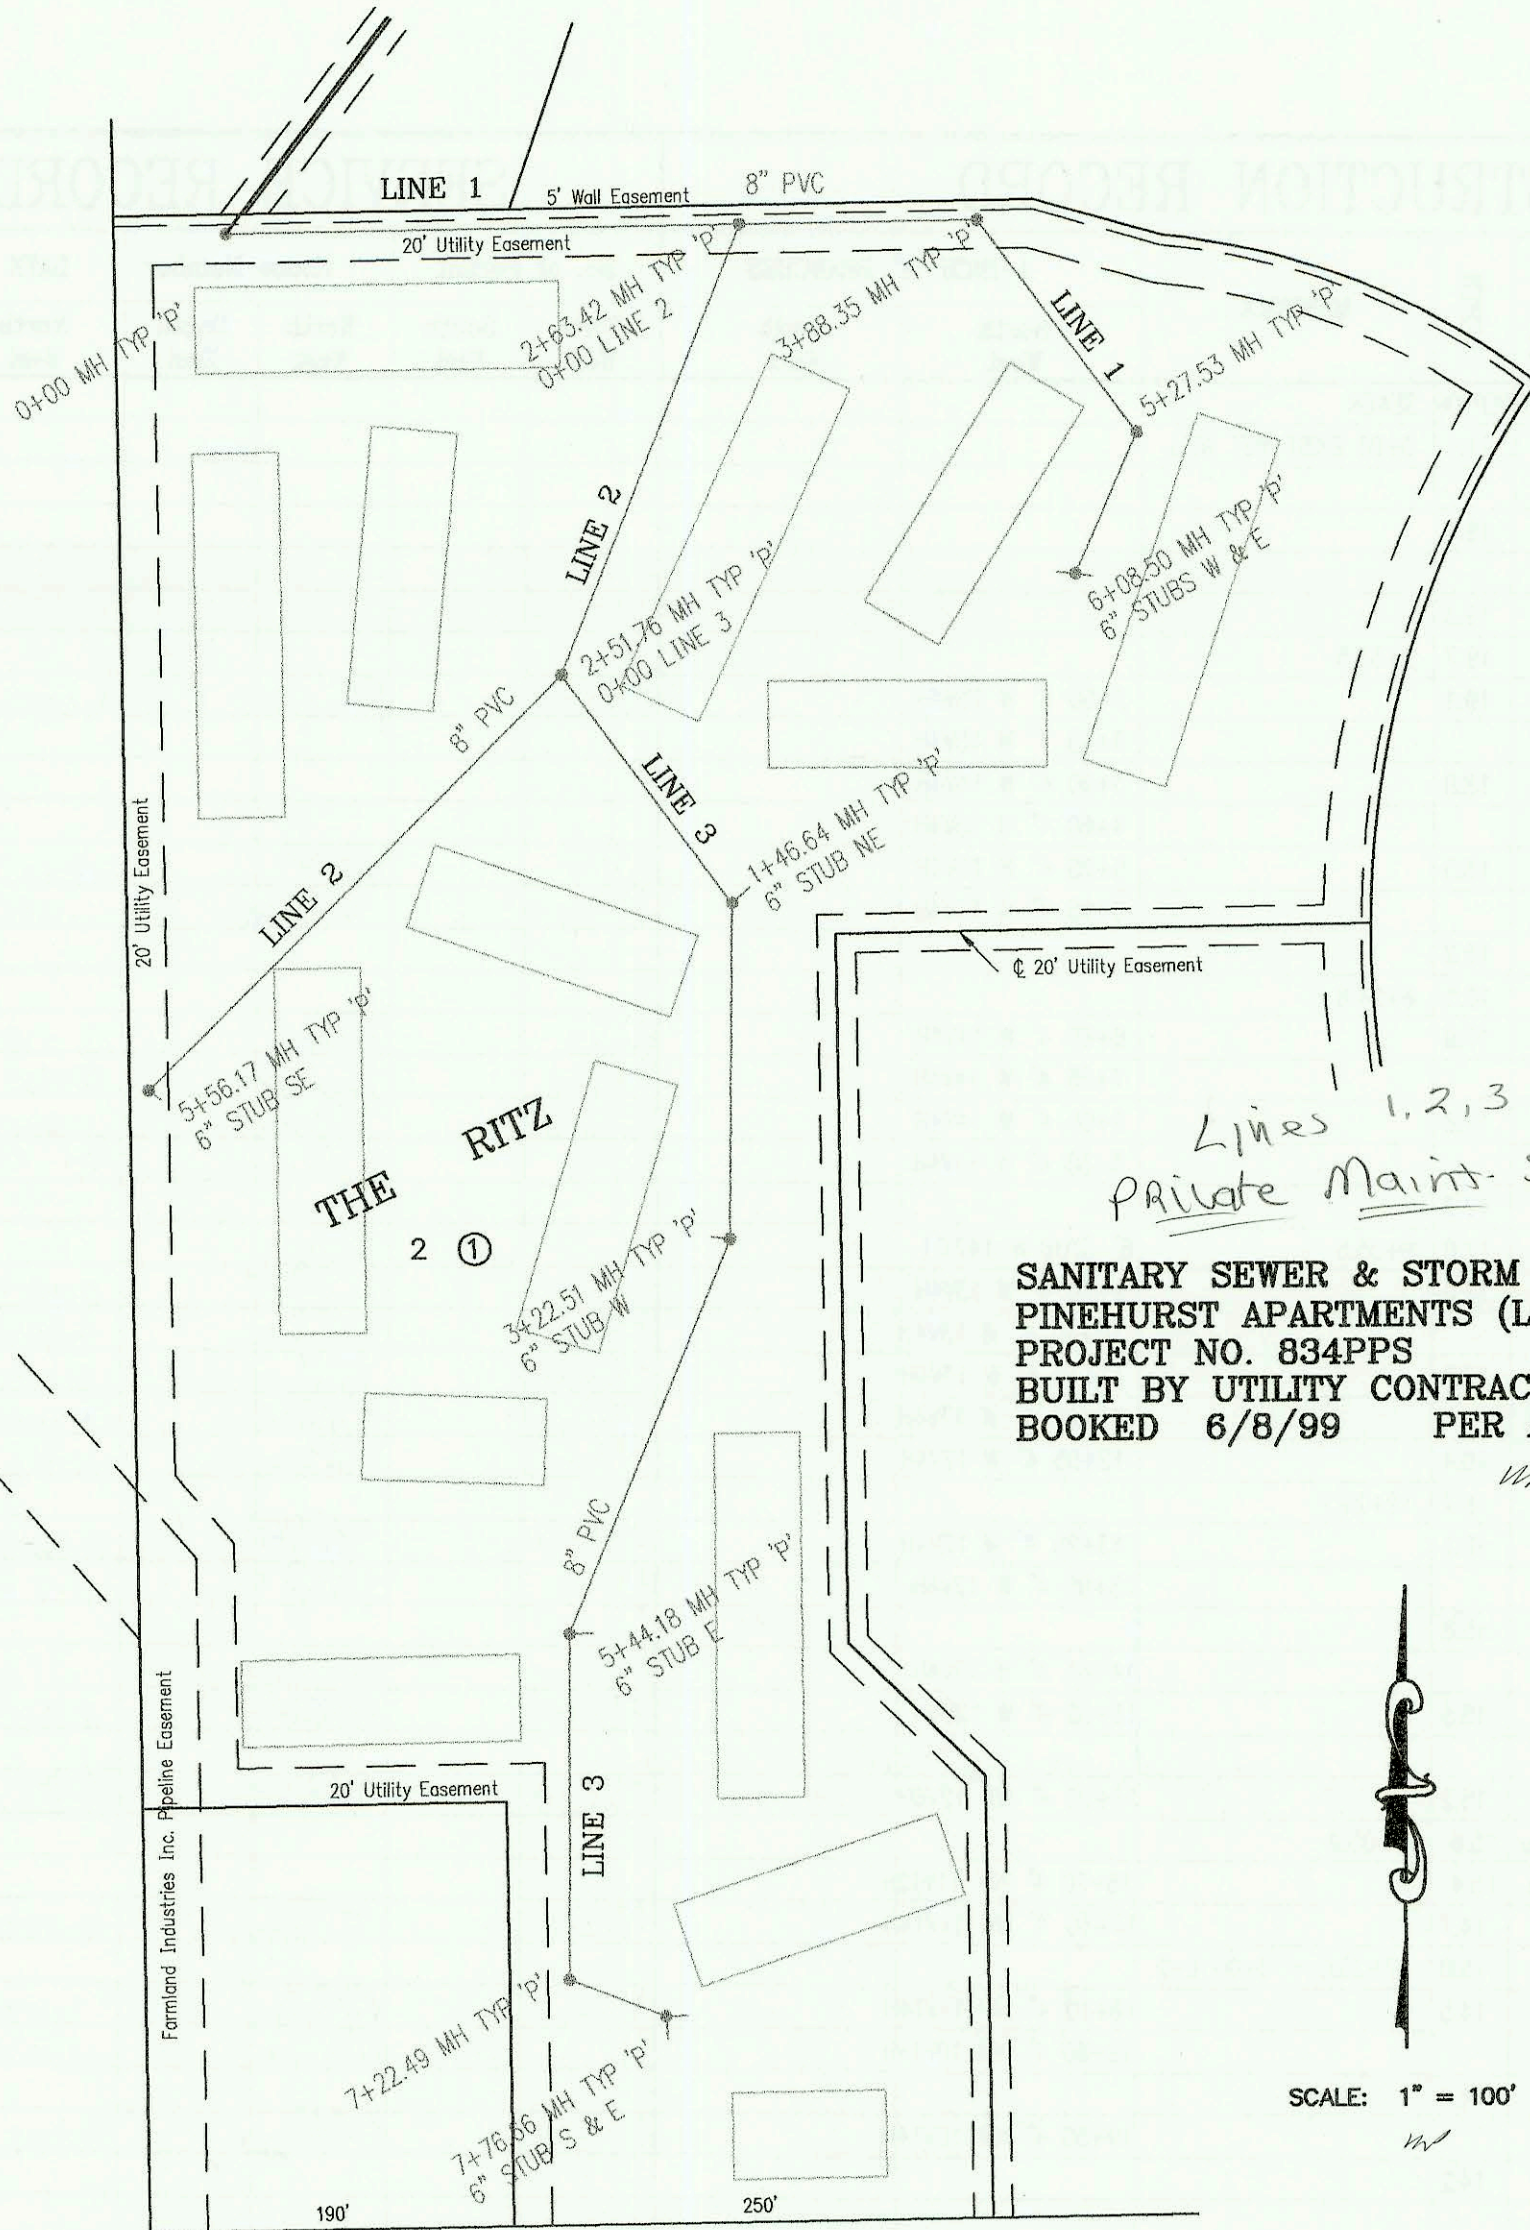 LINE 1
5' Wall Easement
8" PVC
20' Utility Easement
0+00 MH TYP 'P'
2+63.42 MH TYP 'P'
0+00 LINE 2
3+88.35 MH TYP 'P'
LINE 1
5+27.53 MH TYP 'P'
LINE 2
6+08.50 MH TYP 'P'
6" STUBS W & E
2+51.76 MH TYP 'P'
0+00 LINE 3
8" PVC
LINE 3
20' Utility Easement
1+46.64 MH TYP 'P'
6" STUB NE
LINE 2
℄ 20' Utility Easement
5+56.17 MH TYP 'P'
6" STUB SE
THE RITZ
2 ①
Lines 1,2,3
Private Maint.
3+22.51 MH TYP 'P'
6" STUB W
SANITARY SEWER & STORM
PINEHURST APARTMENTS (L
PROJECT NO. 834PPS
BUILT BY UTILITY CONTRAC
BOOKED 6/8/99 PER
8" PVC
5+44.18 MH TYP 'P'
6" STUB E
Farmland Industries Inc. Pipeline Easement
20' Utility Easement
LINE 3
7+22.49 MH TYP 'P'
7+76.56 MH TYP 'P'
6" STUB S & E
SCALE: 1" = 100'
190'
250'